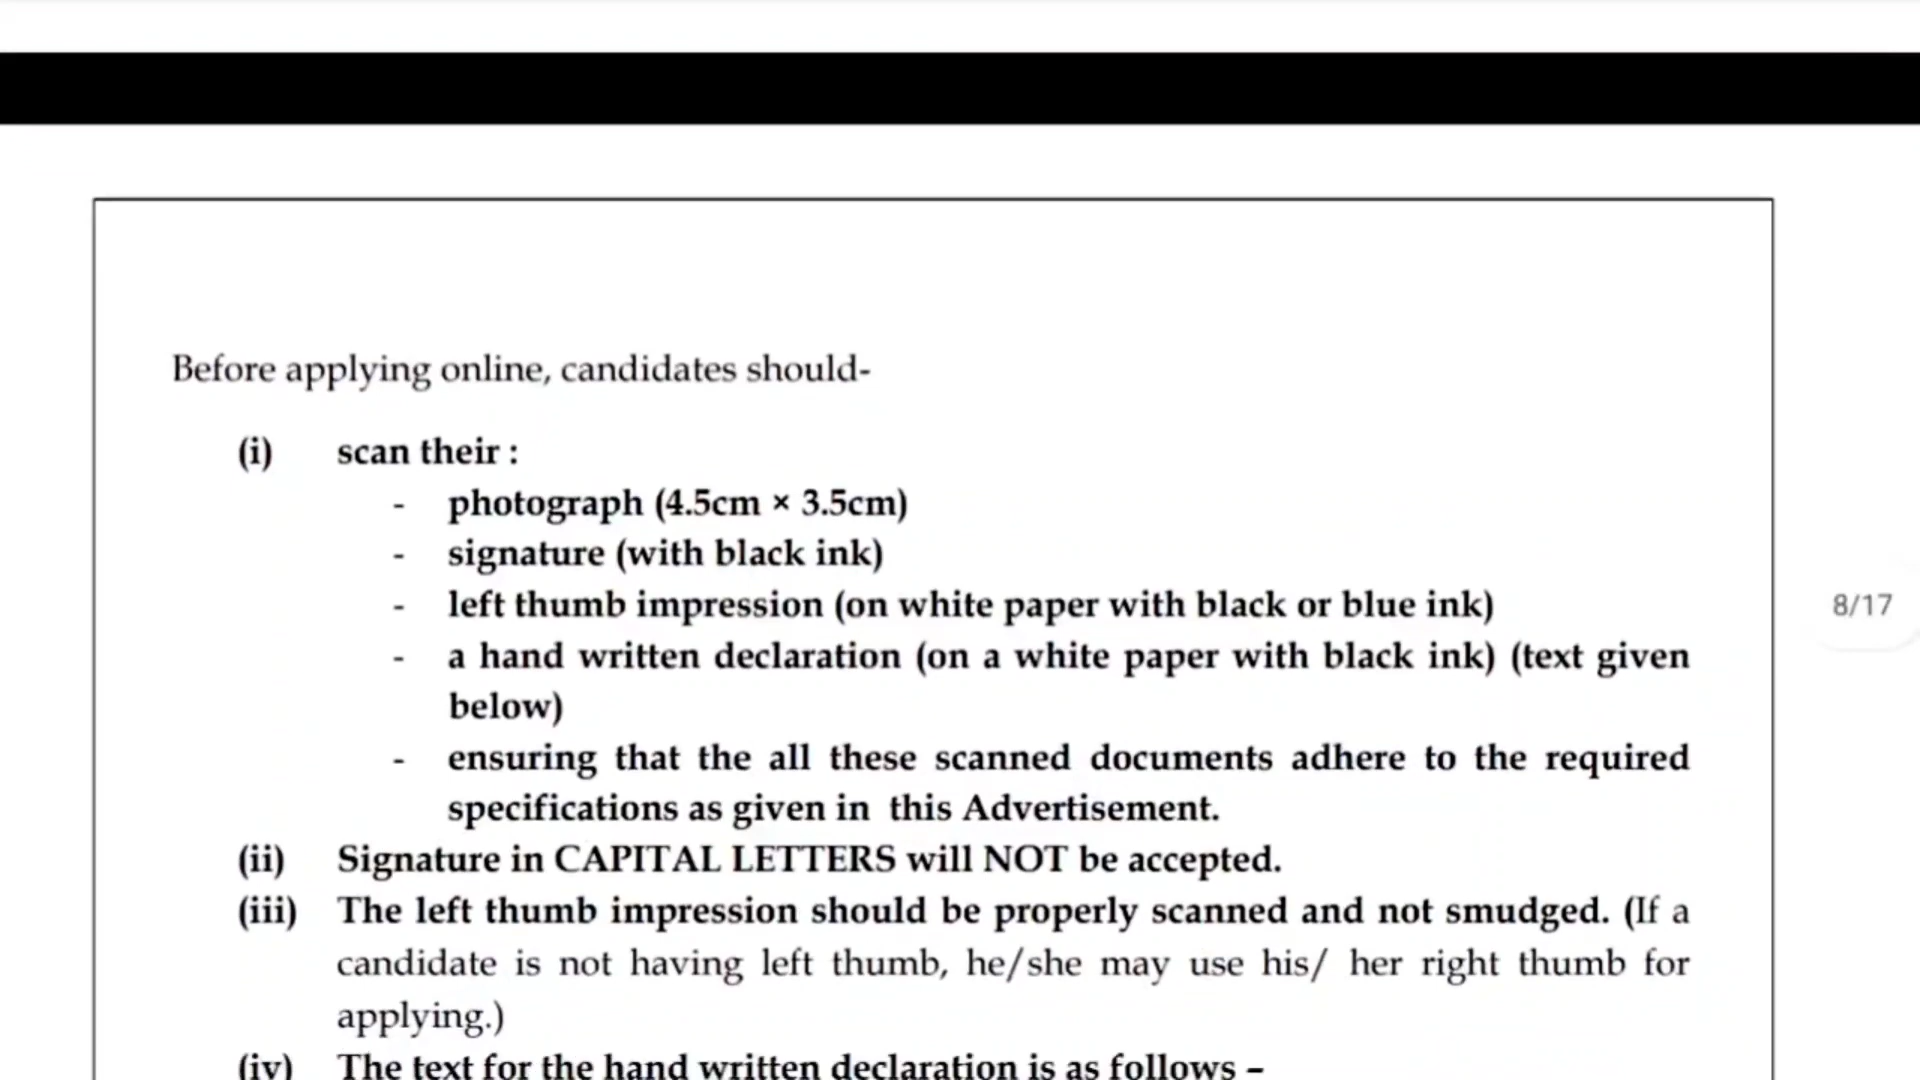 Before applying online, candidates should-
(i) scan their :
- photograph (4.5cm × 3.5cm)
- signature (with black ink)
- left thumb impression (on white paper with black or blue ink)
8/17
- a hand written declaration (on a white paper with black ink) (text given
below)
- ensuring that the all these scanned documents adhere to the required
specifications as given in this Advertisement.
(ii) Signature in CAPITAL LETTERS will NOT be accepted.
(iii) The left thumb impression should be properly scanned and not smudged. (If a
candidate is not having left thumb, he/she may use his/ her right thumb for
applying.)
(iv) The text for the hand written declaration is as follows –